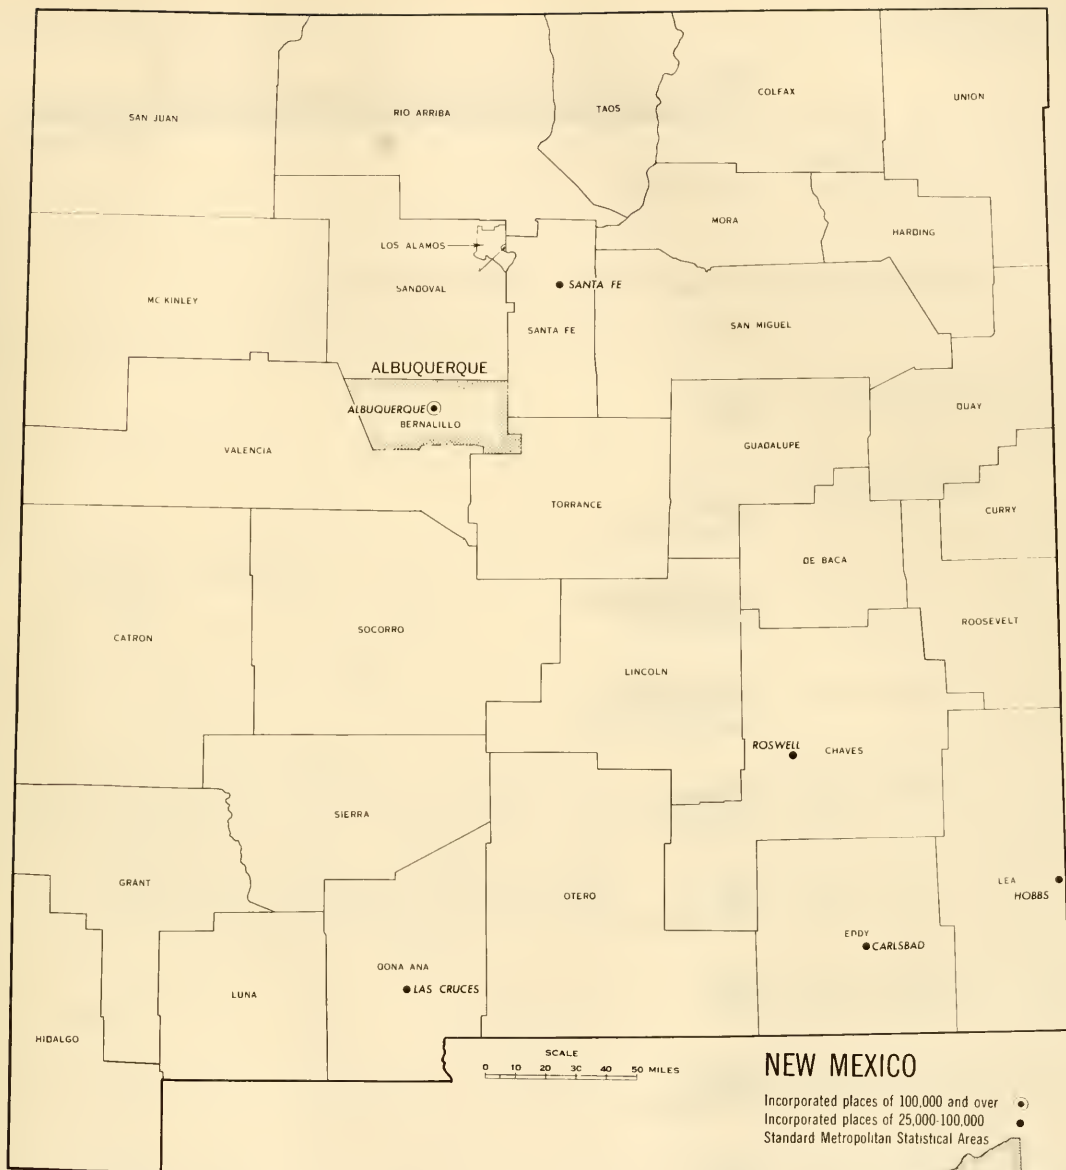 SAN JUAN
RIO ARRIBA
TAOS
COLFAX
UNION
MORA
HARDING
LOS ALAMOS
SANDOVAL
SANTA FE
MC KINLEY
SANTA FE
SAN MIGUEL
ALBUQUERQUE
ALBUQUERQUE
BERNALILLO
QUAY
VALENCIA
GUADALUPE
TORRANCE
CURRY
DE BACA
CATRON
SOCORRO
ROOSEVELT
LINCOLN
ROSWELL
CHAVES
SIERRA
GRANT
OTERO
LEA
HOBBS
EDDY
CARLSBAD
DONA ANA
LAS CRUCES
LUNA
HIDALGO
SCALE
0 10 20 30 40 50 MILES
NEW MEXICO
Incorporated places of 100,000 and over
Incorporated places of 25,000-100,000
Standard Metropolitan Statistical Areas